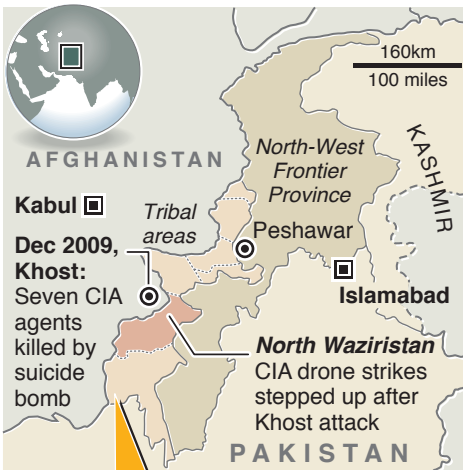 160km
100 miles
AFGHANISTAN
North-West
Frontier
Province
KASHMIR
Kabul
Tribal
areas
Peshawar
Dec 2009,
Khost:
Seven CIA
agents
killed by
suicide
bomb
Islamabad
North Waziristan
CIA drone strikes
stepped up after
Khost attack
PAKISTAN